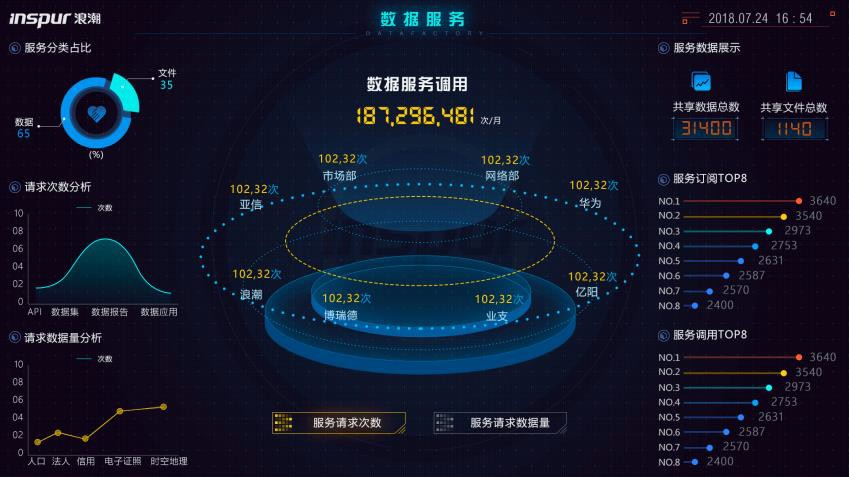 inspur 浪潮
数据服务
DATAFACTORY
2018.07.24 16:54
服务分类占比
文件
35
数据
65
(%)
请求次数分析
次数
10
08
06
04
02
0
API 数据集 数据报告 数据应用
请求数据量分析
次数
10
08
06
04
02
0
人口 法人 信用 电子证照 时空地理
数据服务调用
187,296,481 次/月
102,32次
市场部
102,32次
网络部
102,32次
亚信
102,32次
华为
102,32次
浪潮
102,32次
亿阳
102,32次
博瑞德
102,32次
业支
服务请求次数
服务请求数据量
服务数据展示
共享数据总数
31400
共享文件总数
1140
服务订阅TOP8
NO.1 3640
NO.2 3540
NO.3 2973
NO.4 2753
NO.5 2631
NO.6 2587
NO.7 2570
NO.8 2400
服务调用TOP8
NO.1 3640
NO.2 3540
NO.3 2973
NO.4 2753
NO.5 2631
NO.6 2587
NO.7 2570
NO.8 2400